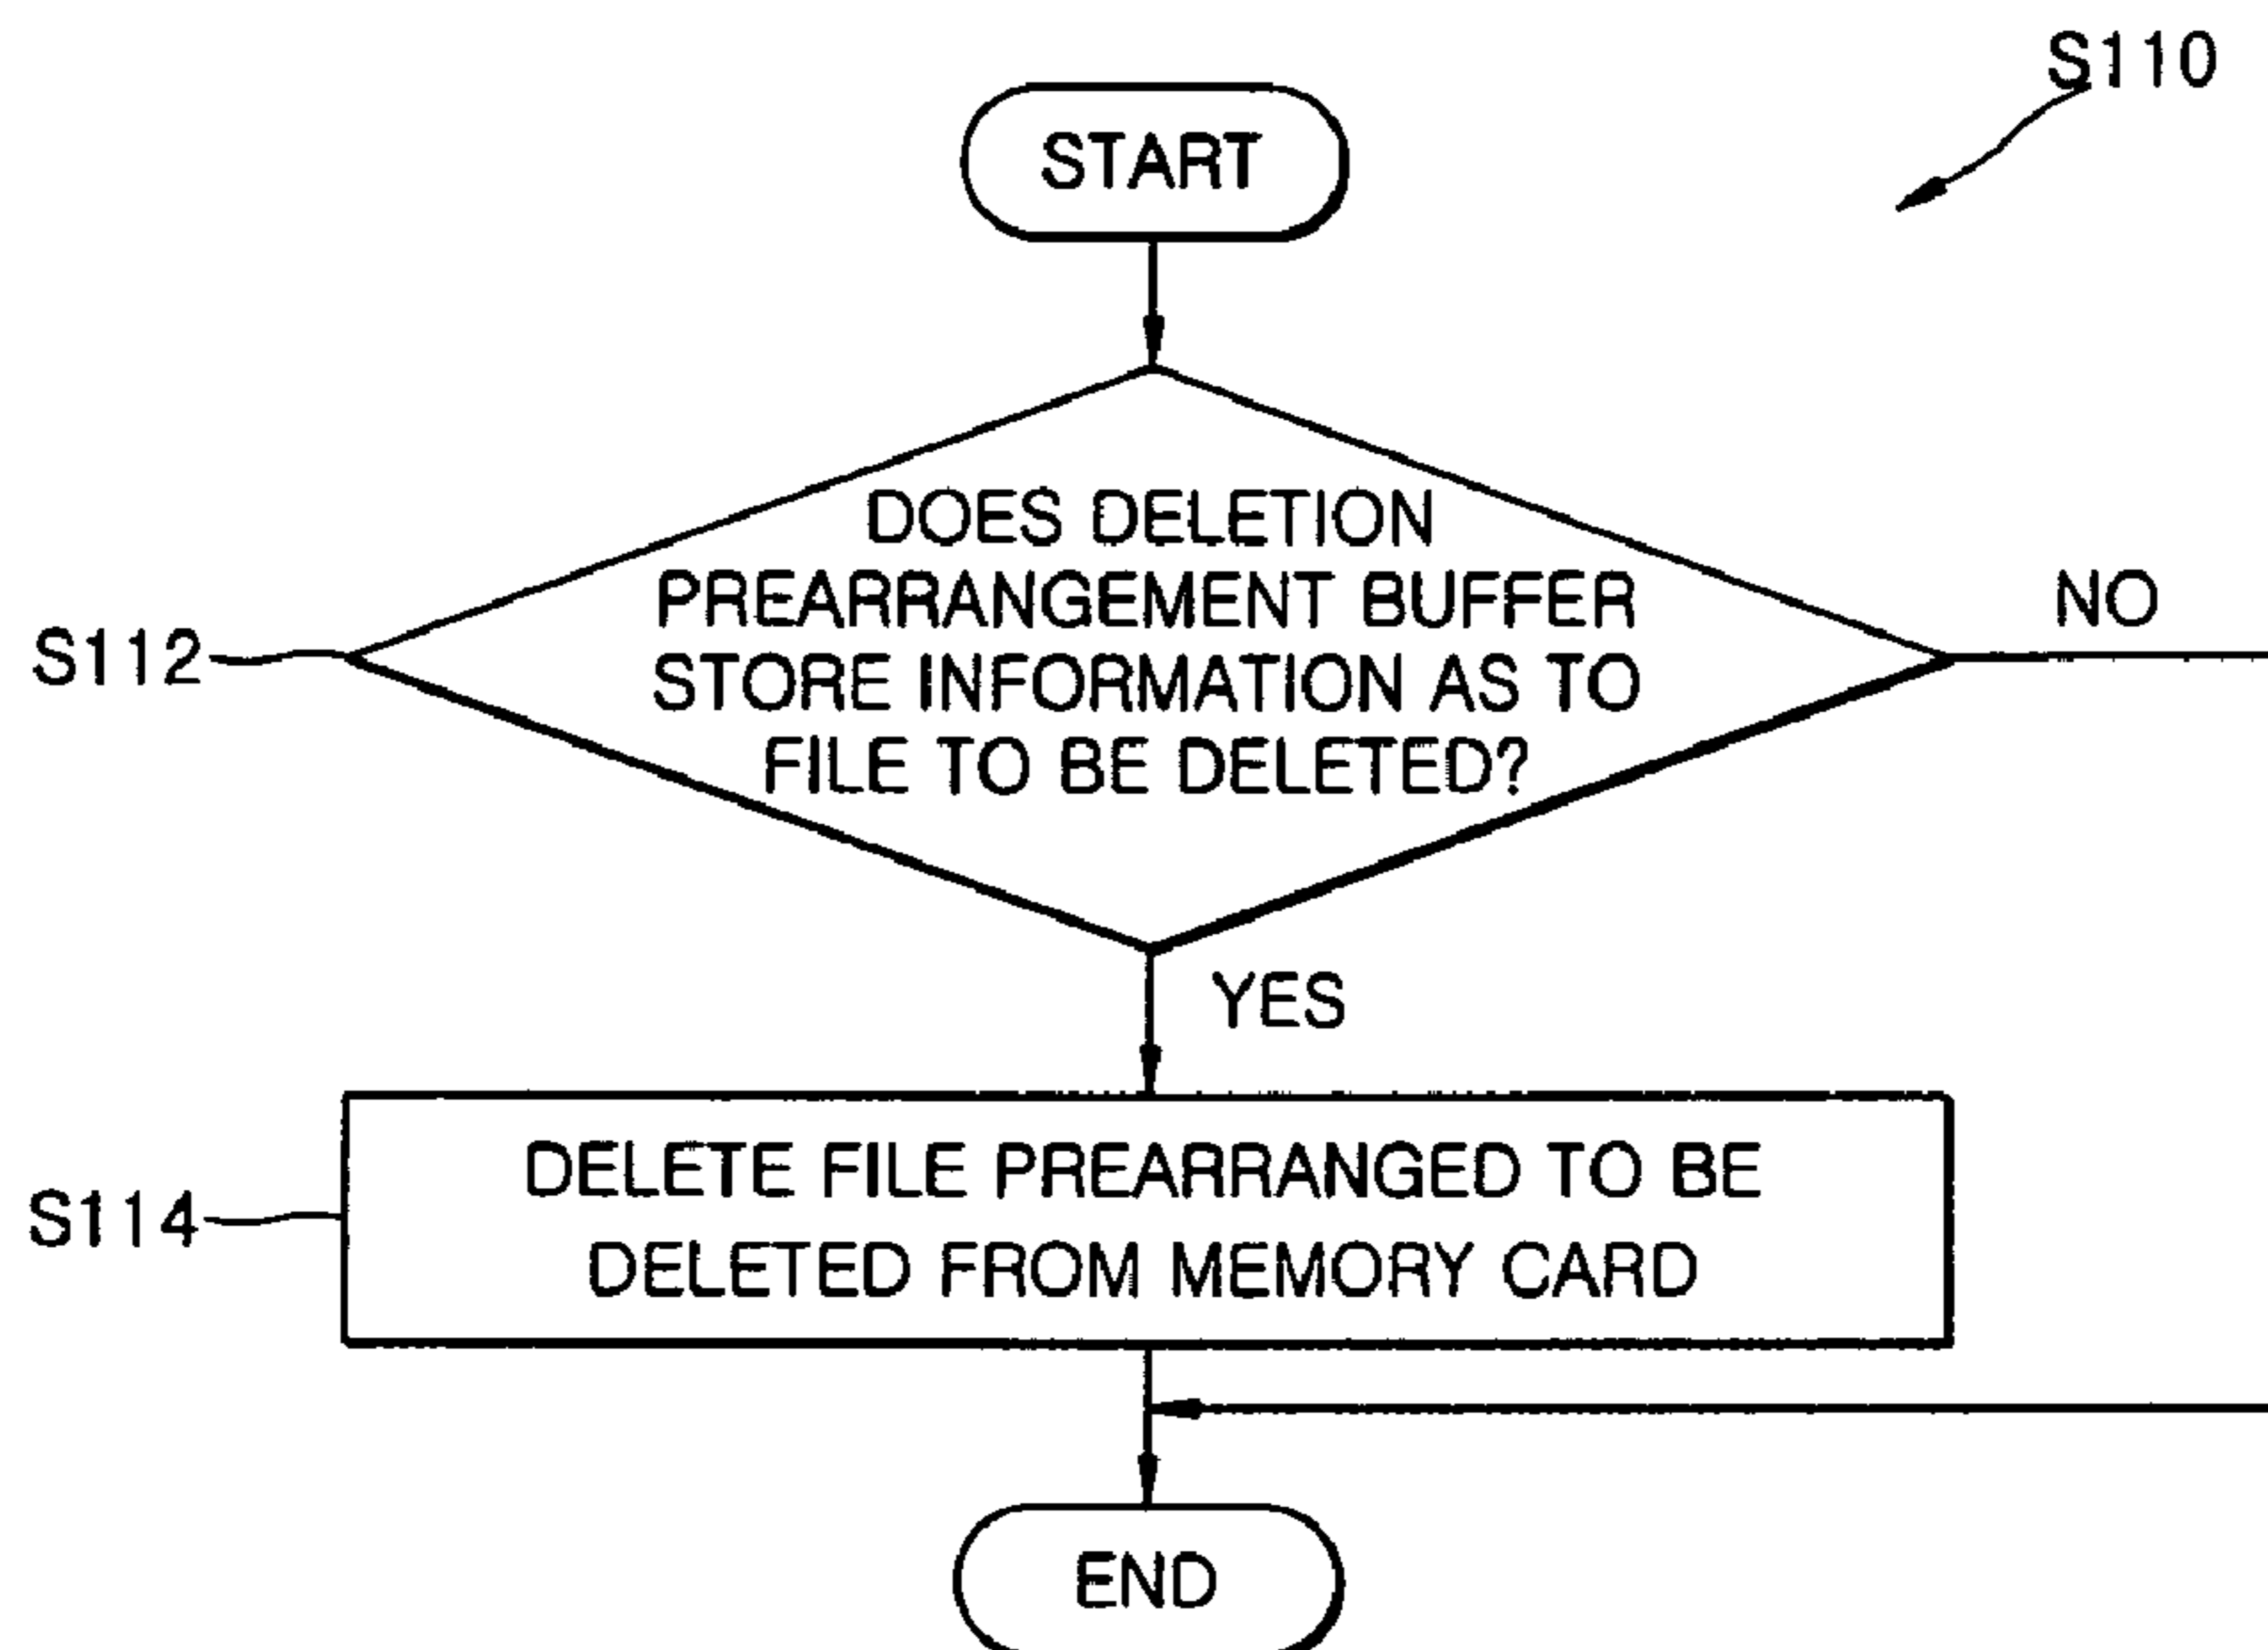 S110
START
DOES DELETION
PREARRANGEMENT BUFFER
STORE INFORMATION AS TO
FILE TO BE DELETED?
NO
S112
YES
DELETE FILE PREARRANGED TO BE
DELETED FROM MEMORY CARD
S114
END